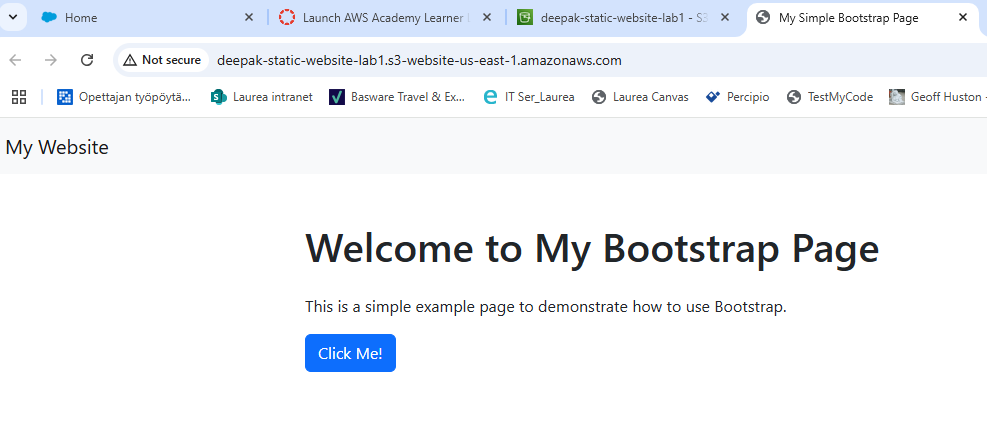 Home
Launch AWS Academy Learner
deepak-static-website-lab1 - S3
My Simple Bootstrap Page
Not secure
deepak-static-website-lab1.s3-website-us-east-1.amazonaws.com
Opettajan työpöytä...
Laurea intranet
Basware Travel & Ex...
IT Ser_Laurea
Laurea Canvas
Percipio
TestMyCode
Geoff Huston -
My Website
Welcome to My Bootstrap Page
This is a simple example page to demonstrate how to use Bootstrap.
Click Me!